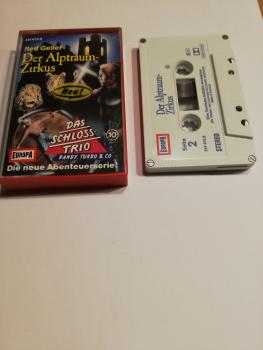 STEREO
Red Geller
Der Alptraum-
Zirkus
Neu!
DAS
SCHLOSS
TRIO
RANDY, TURBO & CO.
10
EUROPA
Die neue Abenteuerserie!
Der Alptraum-
Zirkus
EUROPA
Seite
2
STEREO